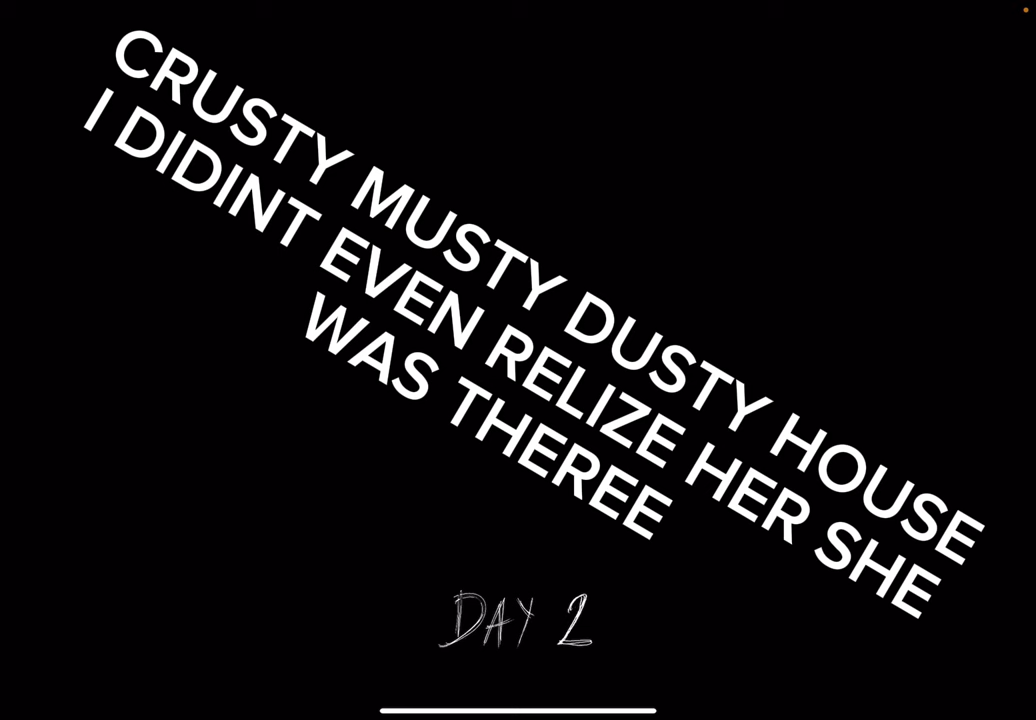 CRUSTY MUSTY DUSTY HOUSE
I DIDINT EVEN RELIZE HER SHE
WAS THEREE
DAY 2